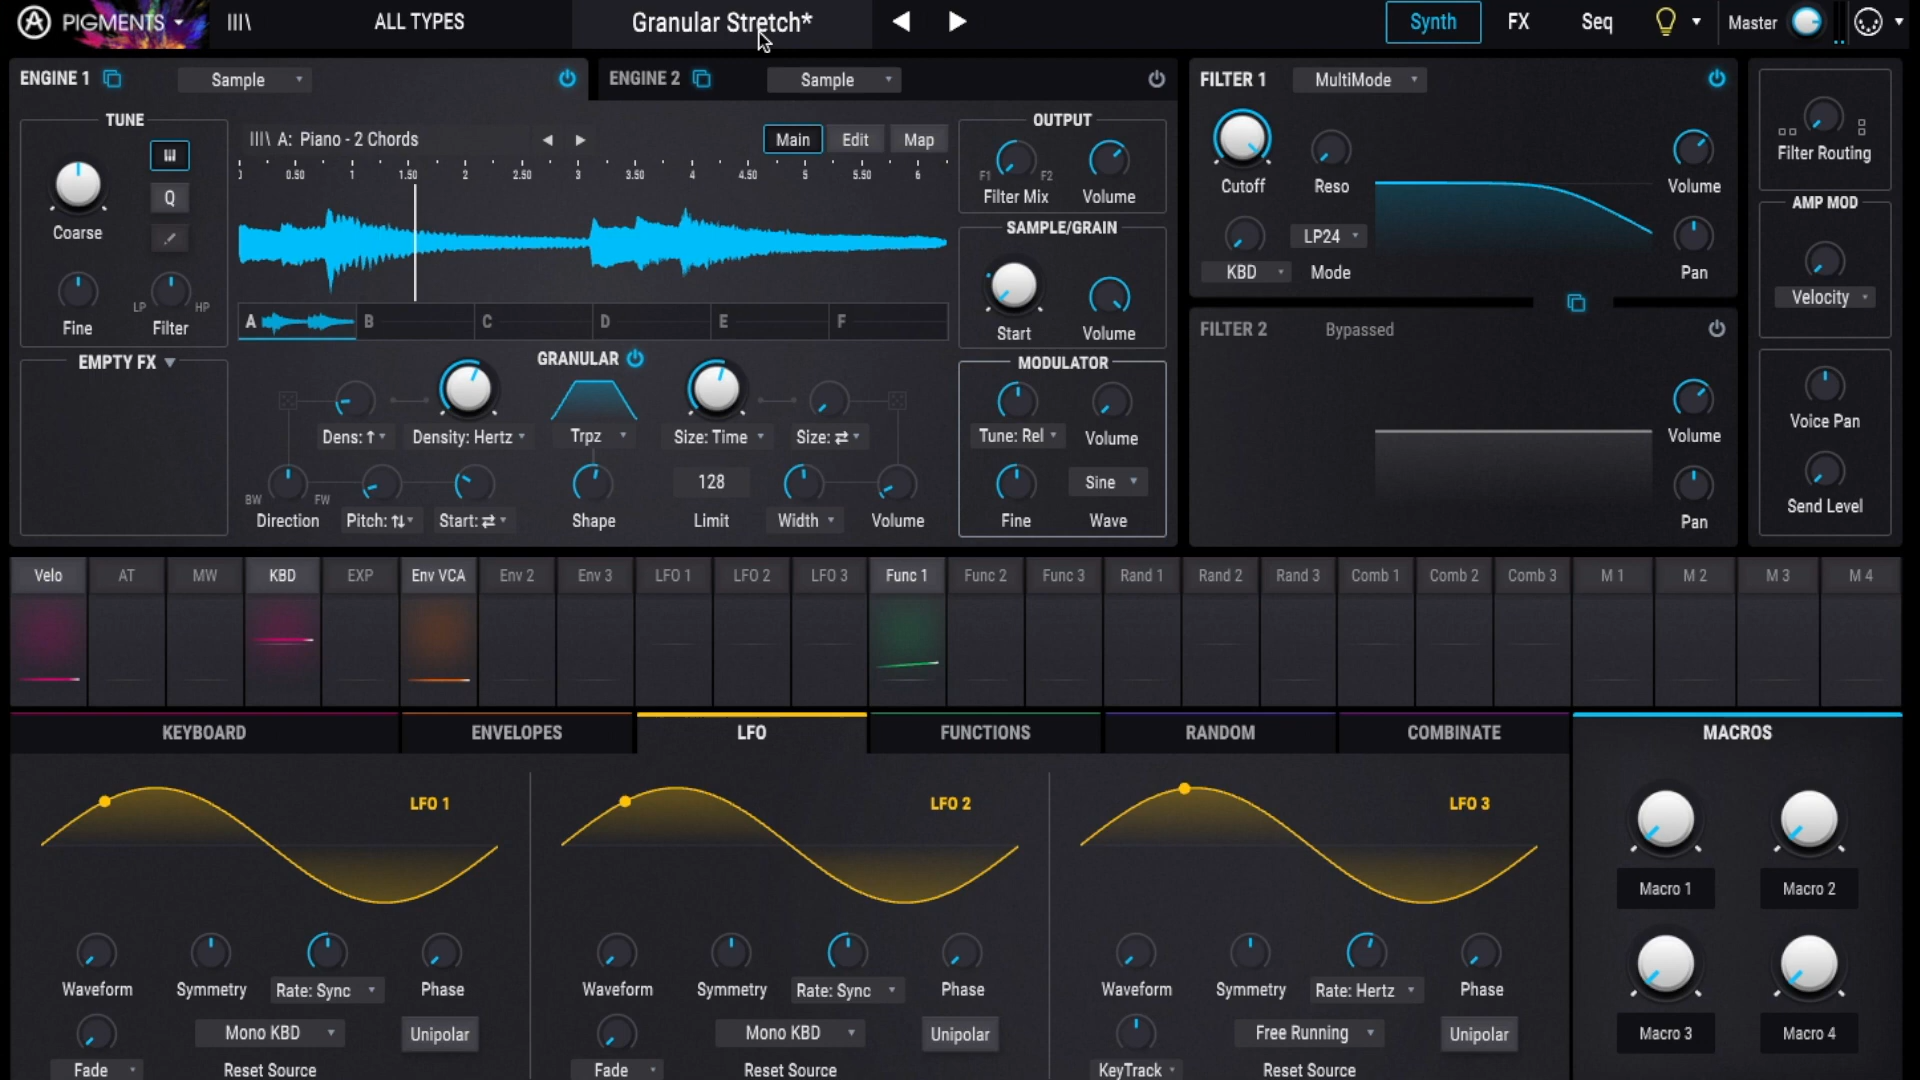 PIGMENTS
ALL TYPES
Granular Stretch*
Synth
FX
Seq
Master
ENGINE 1
Sample
ENGINE 2
Sample
TUNE
Coarse
Q
Fine
LP
HP
Filter
EMPTY FX
A: Piano - 2 Chords
Main
Edit
Map
0 0.50 1 1.50 2 2.50 3 3.50 4 4.50 5 5.50 6
A B C D E F
GRANULAR
Dens:
Density: Hertz
Trpz
Size: Time
Size:
BW
FW
Direction
Pitch:
Start:
Shape
128
Limit
Width
Volume
OUTPUT
F1
F2
Filter Mix
Volume
SAMPLE/GRAIN
Start
Volume
MODULATOR
Tune: Rel
Volume
Fine
Sine
Wave
FILTER 1
MultiMode
Cutoff
Reso
Volume
LP24
KBD
Mode
Pan
FILTER 2
Bypassed
Volume
Pan
Filter Routing
AMP MOD
Velocity
Voice Pan
Send Level
Velo AT MW KBD EXP Env VCA Env 2 Env 3 LFO 1 LFO 2 LFO 3 Func 1 Func 2 Func 3 Rand 1 Rand 2 Rand 3 Comb 1 Comb 2 Comb 3 M 1 M 2 M 3 M 4
KEYBOARD
ENVELOPES
LFO
FUNCTIONS
RANDOM
COMBINATE
MACROS
LFO 1
Waveform
Symmetry
Rate: Sync
Phase
Mono KBD
Unipolar
Fade
Reset Source
LFO 2
Waveform
Symmetry
Rate: Sync
Phase
Mono KBD
Unipolar
Fade
Reset Source
LFO 3
Waveform
Symmetry
Rate: Hertz
Phase
Free Running
Unipolar
KeyTrack
Reset Source
Macro 1
Macro 2
Macro 3
Macro 4